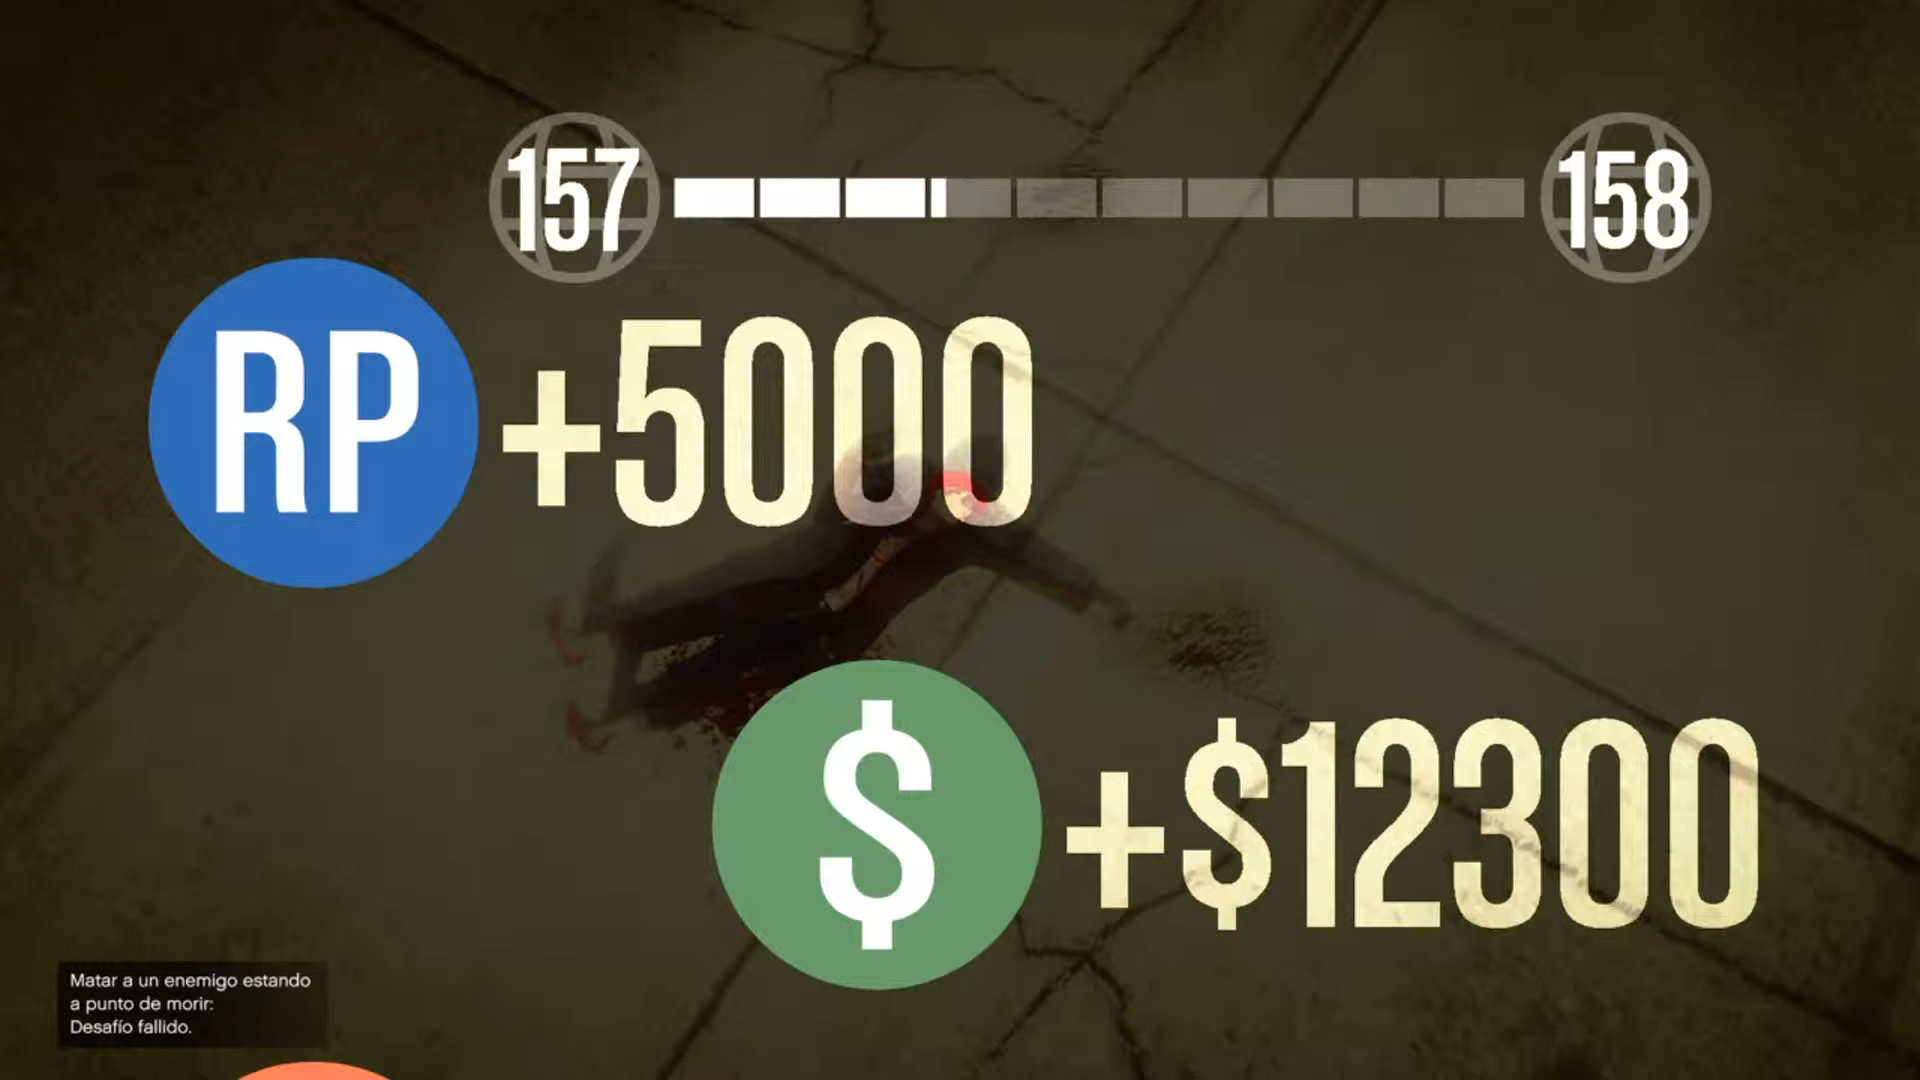 157
158
RP +5000
$ +$12300
Matar a un enemigo estando
a punto de morir:
Desafío fallido.